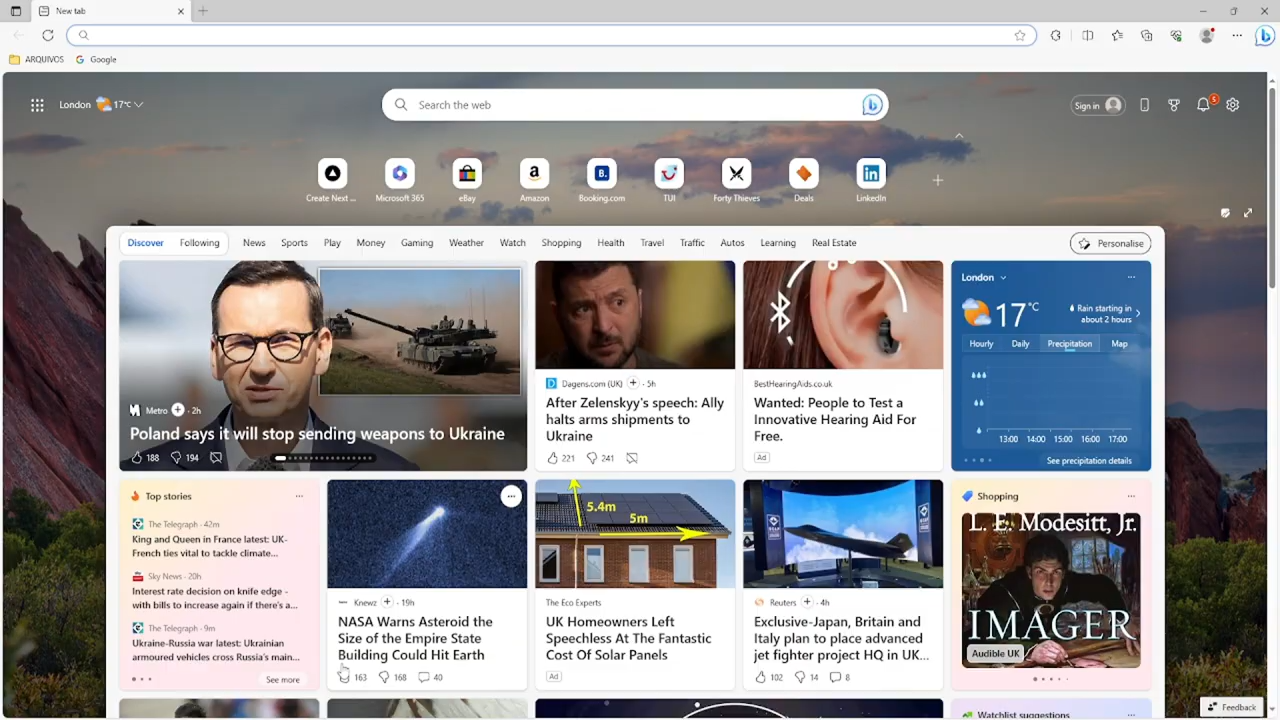 New tab
ARQUIVOS
Google
London 17°C
Search the web
Sign in
5
Create Next ...
Microsoft 365
eBay
Amazon
Booking.com
TUI
Forty Thieves
Deals
LinkedIn
Discover
Following
News
Sports
Play
Money
Gaming
Weather
Watch
Shopping
Health
Travel
Traffic
Autos
Learning
Real Estate
Personalise
Metro · 2h
Poland says it will stop sending weapons to Ukraine
188
194
Dagens.com (UK) · 5h
After Zelenskyy's speech: Ally
halts arms shipments to
Ukraine
221
241
BestHearingAids.co.uk
Wanted: People to Test a
Innovative Hearing Aid For
Free.
Ad
London
17°C
Rain starting in
about 2 hours
Hourly
Daily
Precipitation
Map
13:00 14:00 15:00 16:00 17:00
See precipitation details
Top stories
The Telegraph · 42m
King and Queen in France latest: UK-
French ties vital to tackle climate...
Sky News · 20h
Interest rate decision on knife edge -
with bills to increase again if there's a...
The Telegraph · 9m
Ukraine-Russia war latest: Ukrainian
armoured vehicles cross Russia's main...
See more
Knewz · 19h
NASA Warns Asteroid the
Size of the Empire State
Building Could Hit Earth
163
168
40
5.4m
5m
The Eco Experts
UK Homeowners Left
Speechless At The Fantastic
Cost Of Solar Panels
Ad
Reuters · 4h
Exclusive-Japan, Britain and
Italy plan to place advanced
jet fighter project HQ in UK...
102
14
8
Shopping
L. E. Modesitt, Jr.
IMAGER
Audible UK
Watchlist suggestions
Feedback